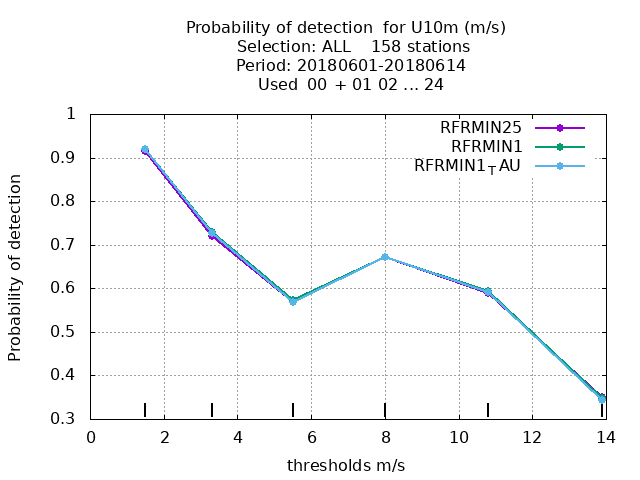 Probability of detection for U10m (m/s)
Selection: ALL 158 stations
Period: 20180601-20180614
Used 00 + 01 02 ... 24
1
0.9
0.8
0.7
0.6
0.5
0.4
0.3
Probability of detection
RFRMIN25
RFRMIN1
RFRMIN1TAU
0 2 4 6 8 10 12 14
thresholds m/s